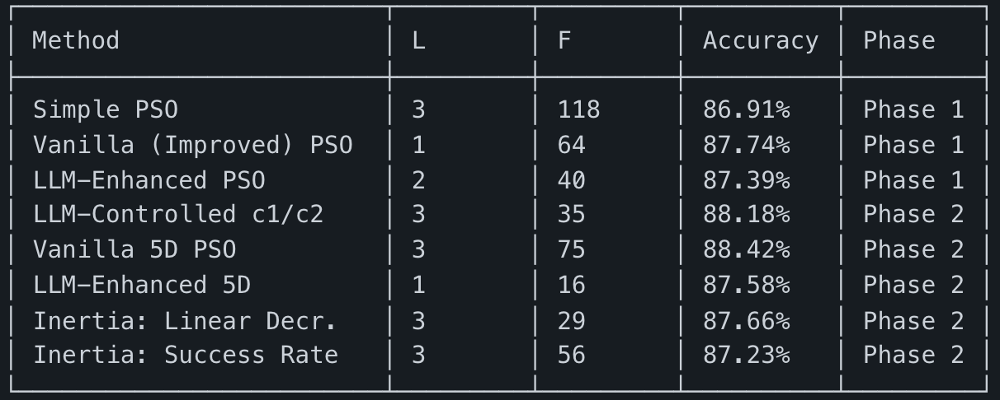 Method L F Accuracy Phase
Simple PSO 3 118 86.91% Phase 1
Vanilla (Improved) PSO 1 64 87.74% Phase 1
LLM-Enhanced PSO 2 40 87.39% Phase 1
LLM-Controlled c1/c2 3 35 88.18% Phase 2
Vanilla 5D PSO 3 75 88.42% Phase 2
LLM-Enhanced 5D 1 16 87.58% Phase 2
Inertia: Linear Decr. 3 29 87.66% Phase 2
Inertia: Success Rate 3 56 87.23% Phase 2